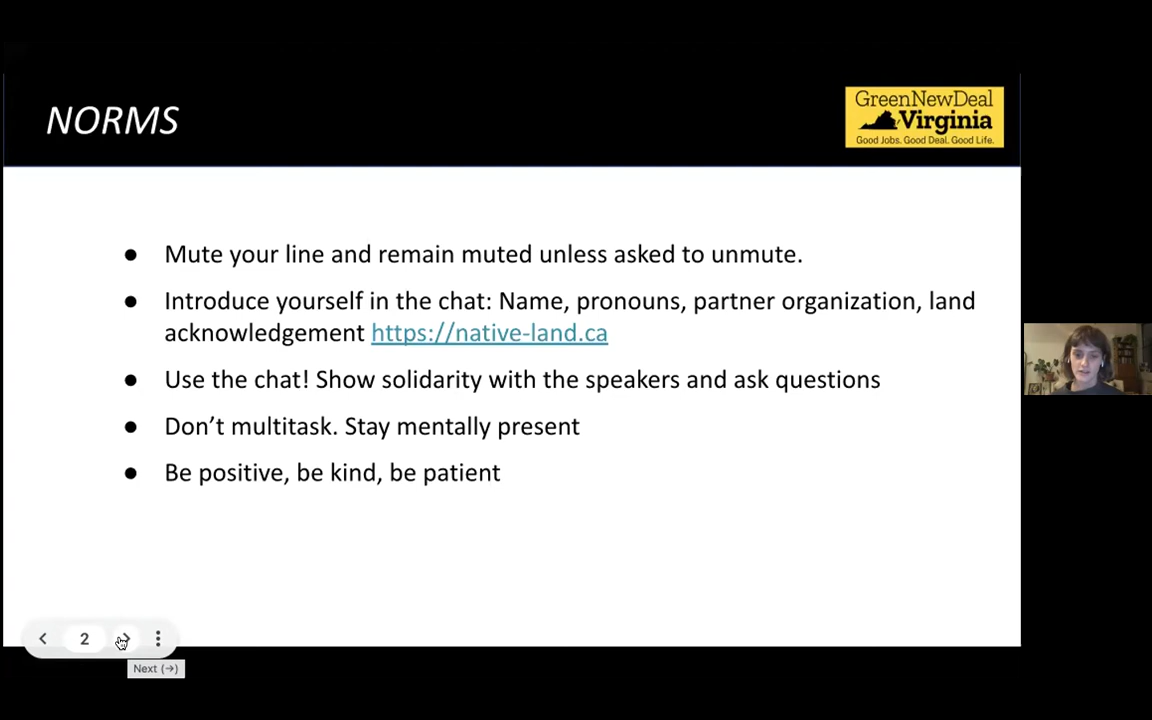 NORMS
GreenNewDeal
Virginia
Good Jobs. Good Deal. Good Life.
● Mute your line and remain muted unless asked to unmute.
● Introduce yourself in the chat: Name, pronouns, partner organization, land
acknowledgement https://native-land.ca
● Use the chat! Show solidarity with the speakers and ask questions
● Don’t multitask. Stay mentally present
● Be positive, be kind, be patient
2
Next (→)